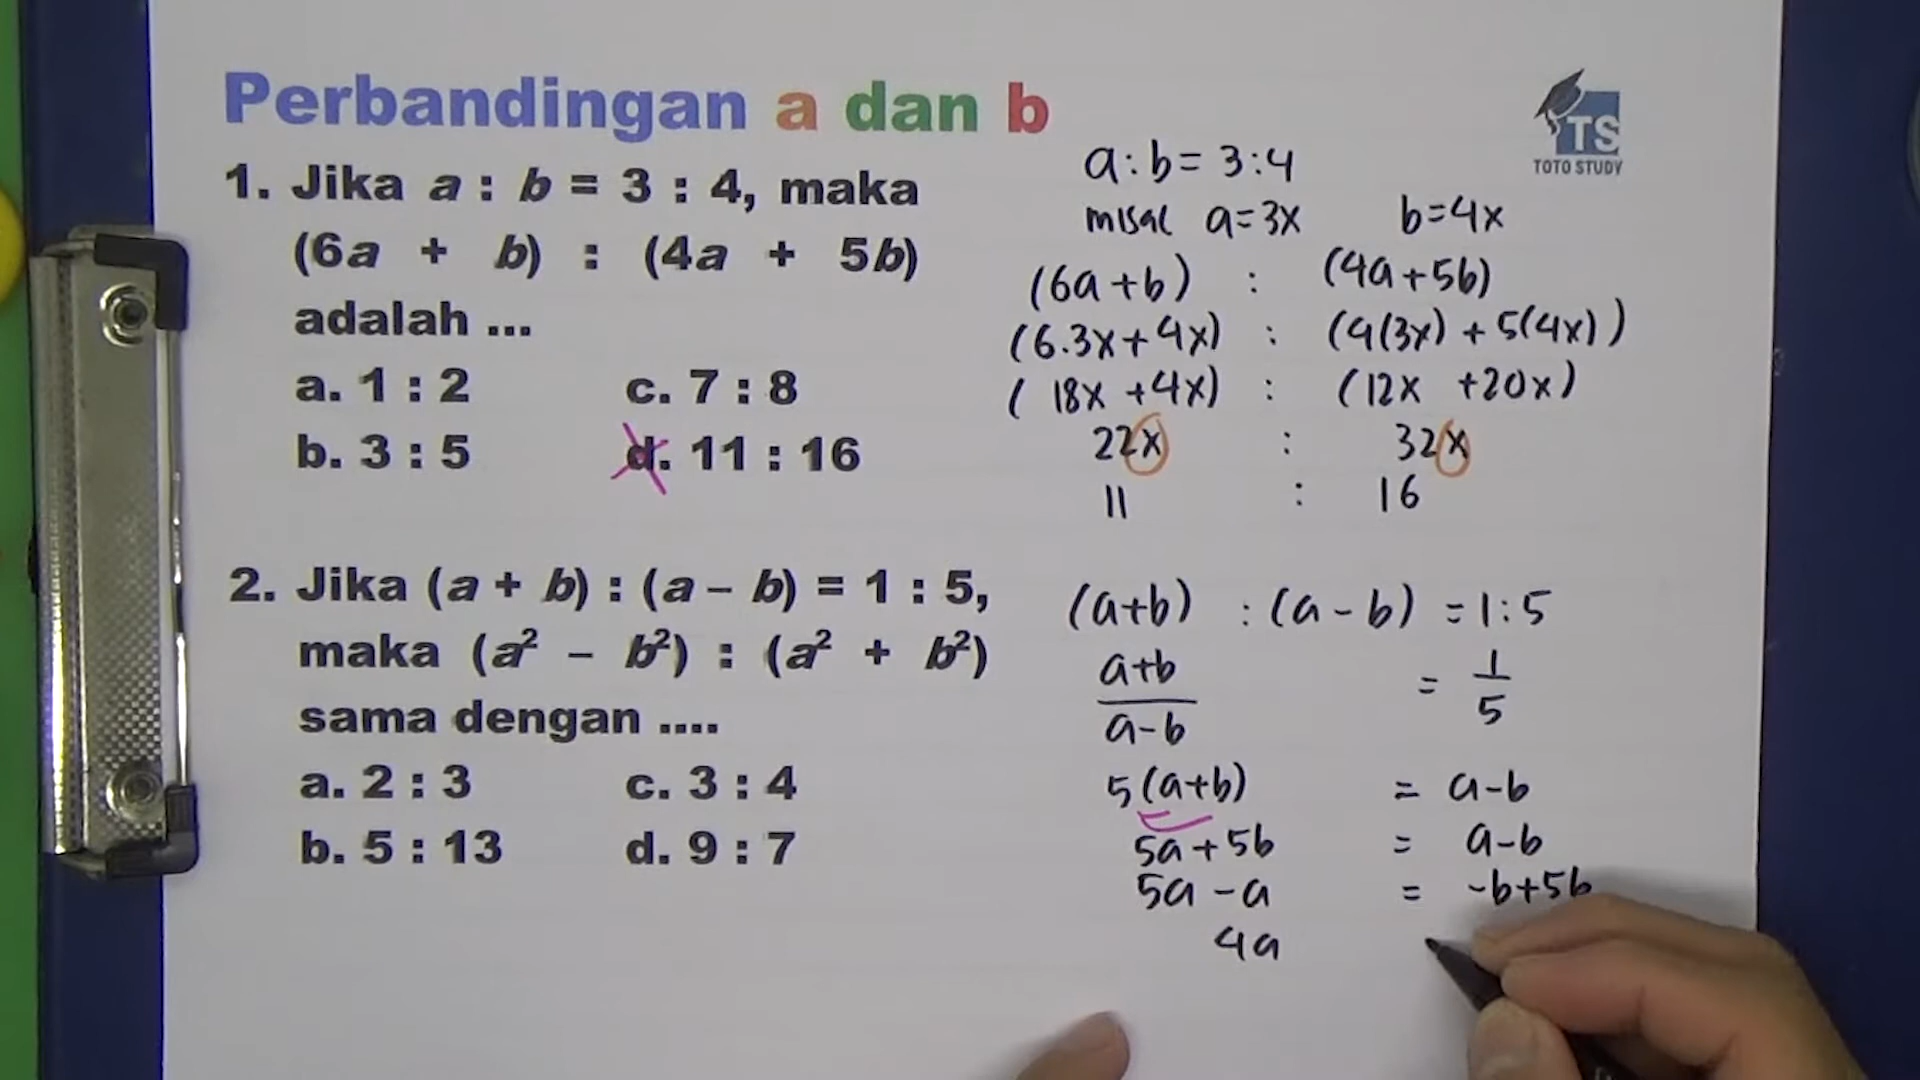 Perbandingan a dan b
TS
TOTO STUDY
1. Jika a : b = 3 : 4, maka
(6a + b) : (4a + 5b)
adalah ...
a. 1 : 2 c. 7 : 8
b. 3 : 5 d. 11 : 16
a : b = 3 : 4
misal a = 3x b = 4x
(6a + b) : (4a + 5b)
(6.3x + 4x) : (4(3x) + 5(4x))
(18x + 4x) : (12x + 20x)
22x : 32x
11 : 16
2. Jika (a + b) : (a – b) = 1 : 5,
maka (a² – b²) : (a² + b²)
sama dengan ....
a. 2 : 3 c. 3 : 4
b. 5 : 13 d. 9 : 7
(a+b) : (a - b) = 1 : 5
a+b = 1
a-b 5
5(a+b) = a-b
5a + 5b = a-b
5a - a = -b+5b
4a